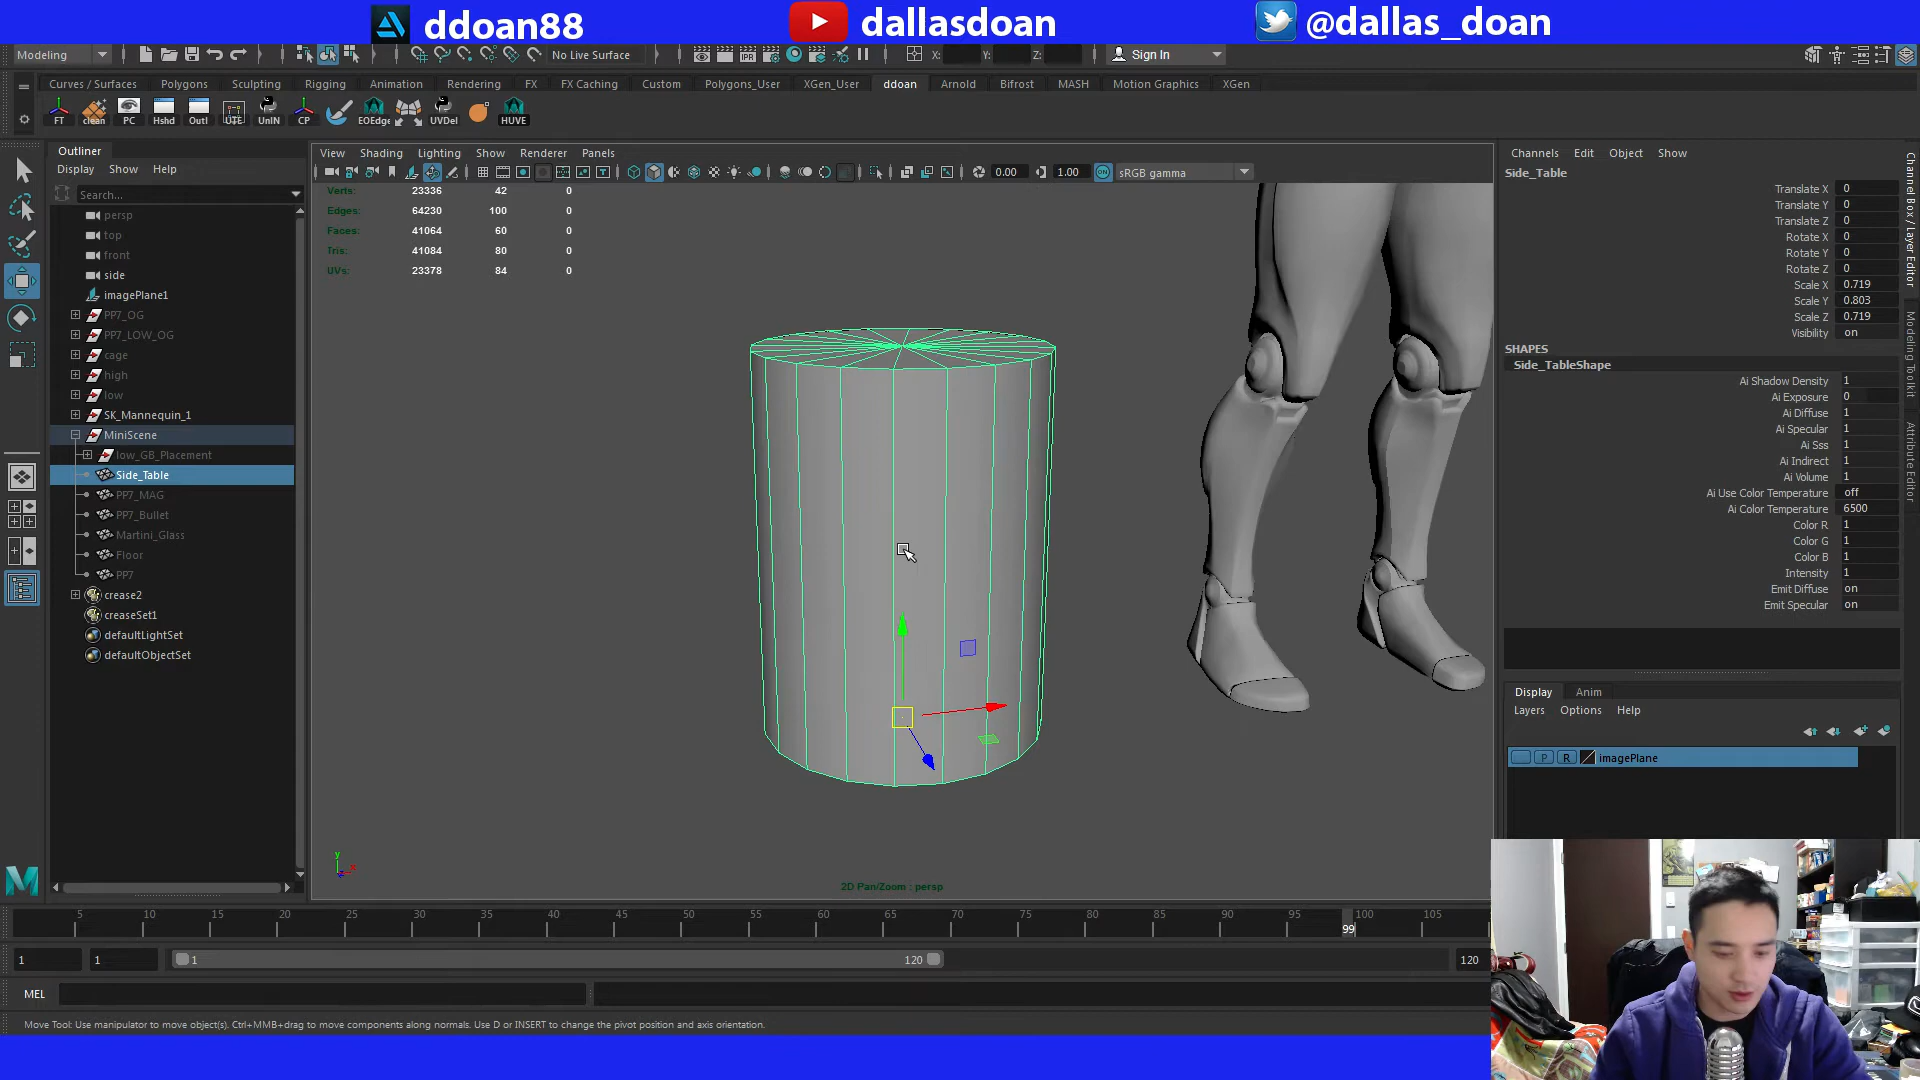 ddoan88
dallasdoan
@dallas_doan
Modeling
No Live Surface
X:
Y:
Z:
Sign In
Curves / Surfaces
Polygons
Sculpting
Rigging
Animation
Rendering
FX
FX Caching
Custom
Polygons_User
XGen_User
ddoan
Arnold
Bifrost
MASH
Motion Graphics
XGen
FT
clean
PC
Hshd
Outl
UTE
UnIN
CP
EOEdge
UVDel
HUVE
IPR
Outliner
Display Show Help
Search...
persp
top
front
side
imagePlane1
PP7_OG
PP7_LOW_OG
cage
high
low
SK_Mannequin_1
MiniScene
low_GB_Placement
Side_Table
PP7_MAG
PP7_Bullet
Martini_Glass
Floor
PP7
crease2
creaseSet1
defaultLightSet
defaultObjectSet
View Shading Lighting Show Renderer Panels
0.00
1.00
ON
sRGB gamma
Verts: 23336 42 0
Edges: 64230 100 0
Faces: 41064 60 0
Tris: 41084 80 0
UVs: 23378 84 0
y
x
2D Pan/Zoom : persp
Channels Edit Object Show
Side_Table
Translate X 0
Translate Y 0
Translate Z 0
Rotate X 0
Rotate Y 0
Rotate Z 0
Scale X 0.719
Scale Y 0.803
Scale Z 0.719
Visibility on
SHAPES
Side_TableShape
Ai Shadow Density 1
Ai Exposure 0
Ai Diffuse 1
Ai Specular 1
Ai Sss 1
Ai Indirect 1
Ai Volume 1
Ai Use Color Temperature off
Ai Color Temperature 6500
Color R 1
Color G 1
Color B 1
Intensity 1
Emit Diffuse on
Emit Specular on
Channel Box / Layer Editor
Modeling Toolkit
Attribute Editor
Display Anim
Layers Options Help
P R imagePlane
5 10 15 20 25 30 35 40 45 50 55 60 65 70 75 80 85 90 95 100 105
99
1
1
1
120
120
MEL
Move Tool: Use manipulator to move object(s). Ctrl+MMB+drag to move components along normals. Use D or INSERT to change the pivot position and axis orientation.